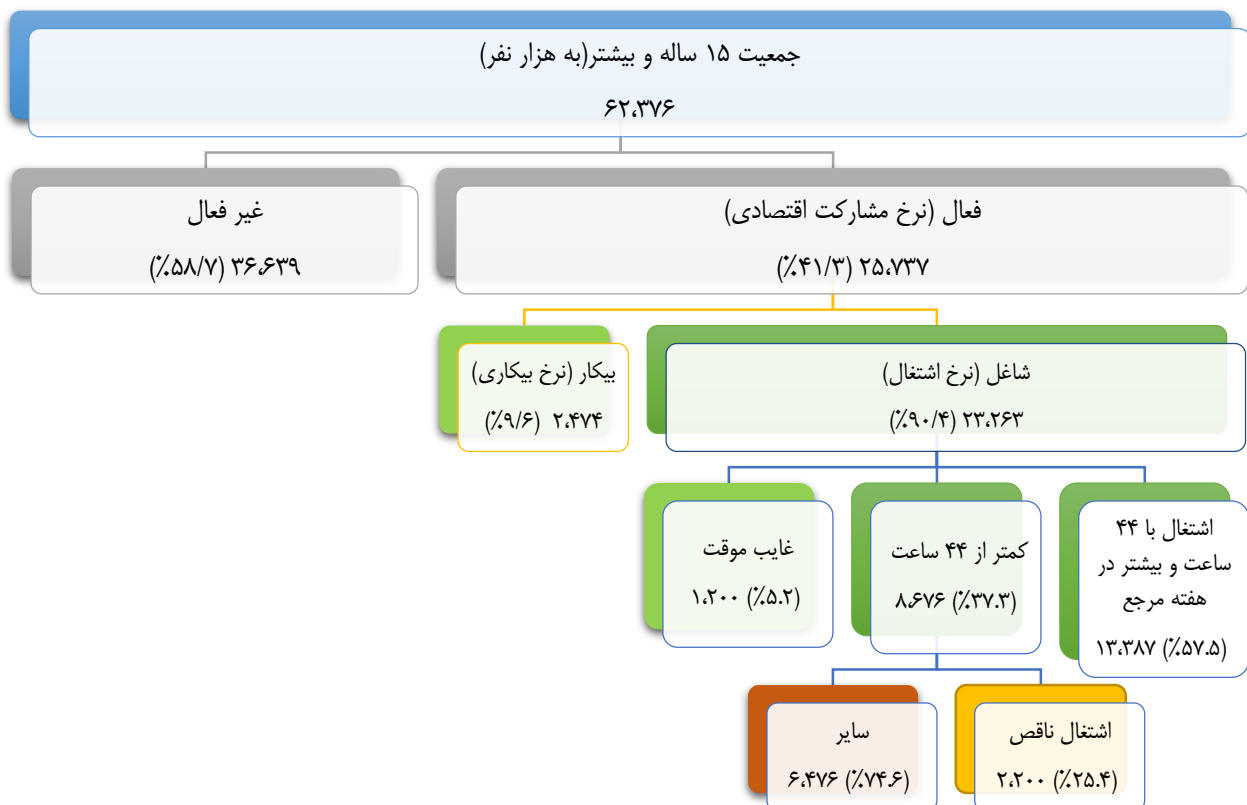 جمعیت ۱۵ ساله و بیشتر(به هزار نفر)
۶۲،۳۷۶
فعال (نرخ مشارکت اقتصادی)
۲۵،۷۳۷ (٪۴۱/۳)
غیر فعال
۳۶،۶۳۹ (٪۵۸/۷)
شاغل (نرخ اشتغال)
۲۳،۲۶۳ (٪۹۰/۴)
بیکار (نرخ بیکاری)
۲،۴۷۴ (٪۹/۶)
اشتغال با ۴۴
ساعت و بیشتر در
هفته مرجع
۱۳،۳۸۷ (٪۵۷.۵)
کمتر از ۴۴ ساعت
۸،۶۷۶ (٪۳۷.۳)
غایب موقت
۱،۲۰۰ (٪۵.۲)
اشتغال ناقص
۲،۲۰۰ (٪۲۵.۴)
سایر
۶،۴۷۶ (٪۷۴.۶)